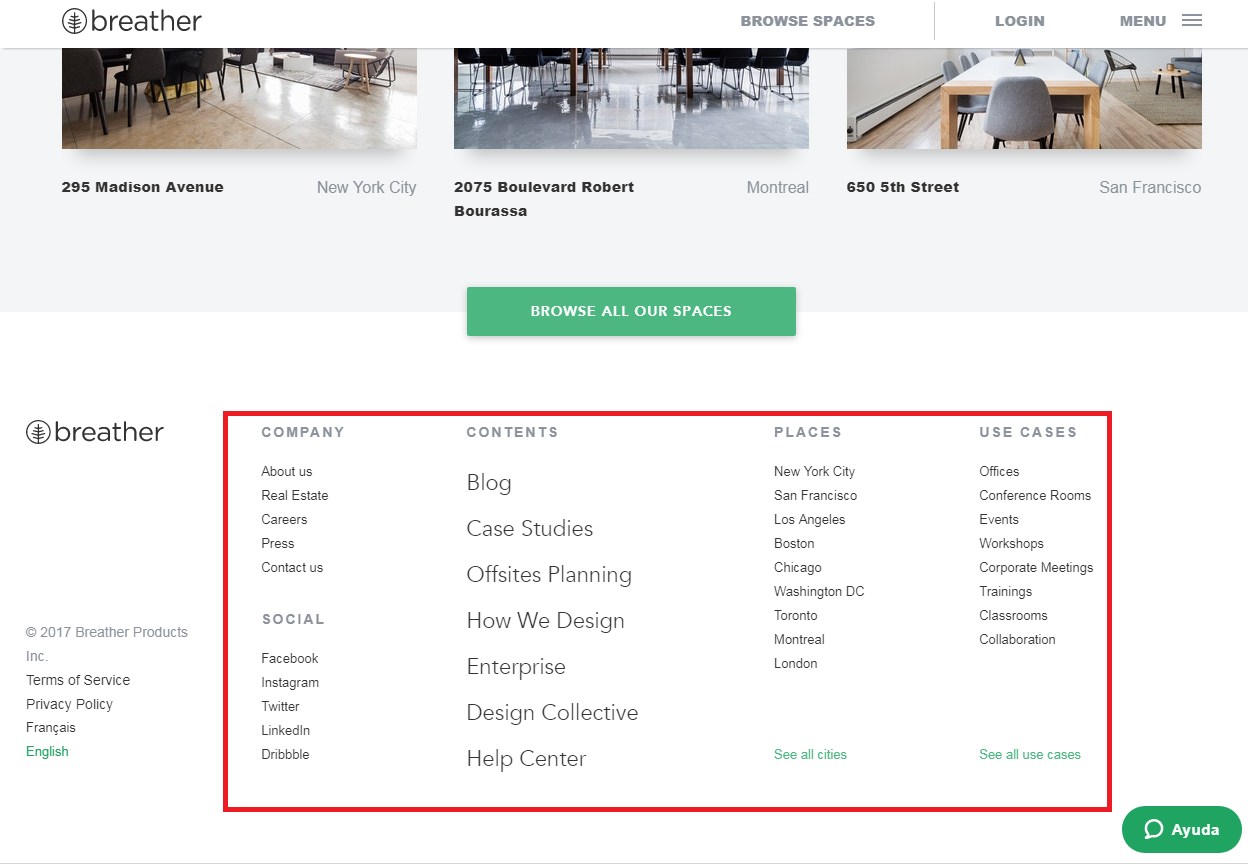 breather
BROWSE SPACES
LOGIN
MENU
295 Madison Avenue
New York City
2075 Boulevard Robert
Bourassa
Montreal
650 5th Street
San Francisco
BROWSE ALL OUR SPACES
breather
© 2017 Breather Products
Inc.
Terms of Service
Privacy Policy
Français
English
COMPANY
About us
Real Estate
Careers
Press
Contact us
SOCIAL
Facebook
Instagram
Twitter
LinkedIn
Dribbble
CONTENTS
Blog
Case Studies
Offsites Planning
How We Design
Enterprise
Design Collective
Help Center
PLACES
New York City
San Francisco
Los Angeles
Boston
Chicago
Washington DC
Toronto
Montreal
London
See all cities
USE CASES
Offices
Conference Rooms
Events
Workshops
Corporate Meetings
Trainings
Classrooms
Collaboration
See all use cases
Ayuda